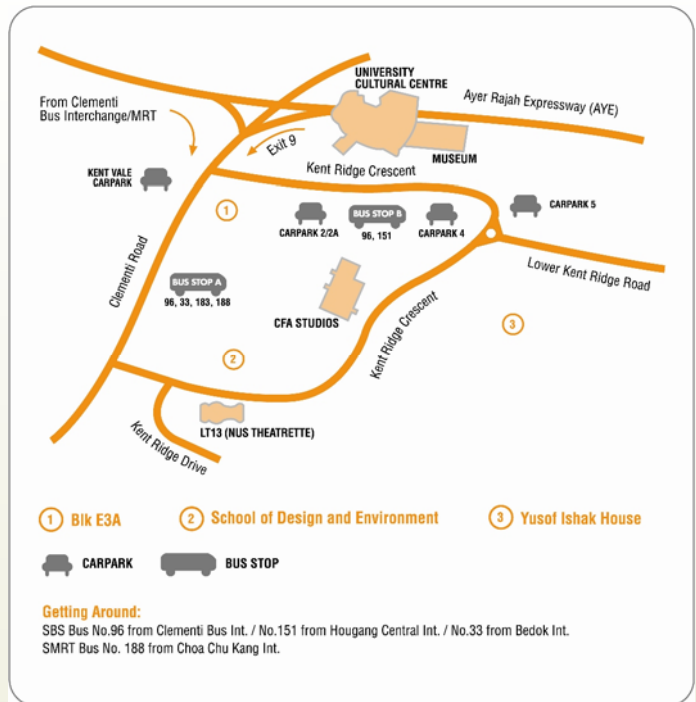 UNIVERSITY
CULTURAL CENTRE
Ayer Rajah Expressway (AYE)
From Clementi
Bus Interchange/MRT
Exit 9
MUSEUM
KENT VALE
CARPARK
Kent Ridge Crescent
1
CARPARK 2/2A
BUS STOP B
96, 151
CARPARK 4
CARPARK 5
Clementi Road
BUS STOP A
96, 33, 183, 188
CFA STUDIOS
Lower Kent Ridge Road
Kent Ridge Crescent
3
2
LT13 (NUS THEATRETTE)
Kent Ridge Drive
1 Blk E3A
2 School of Design and Environment
3 Yusof Ishak House
CARPARK
BUS STOP
Getting Around:
SBS Bus No.96 from Clementi Bus Int. / No.151 from Hougang Central Int. / No.33 from Bedok Int.
SMRT Bus No. 188 from Choa Chu Kang Int.